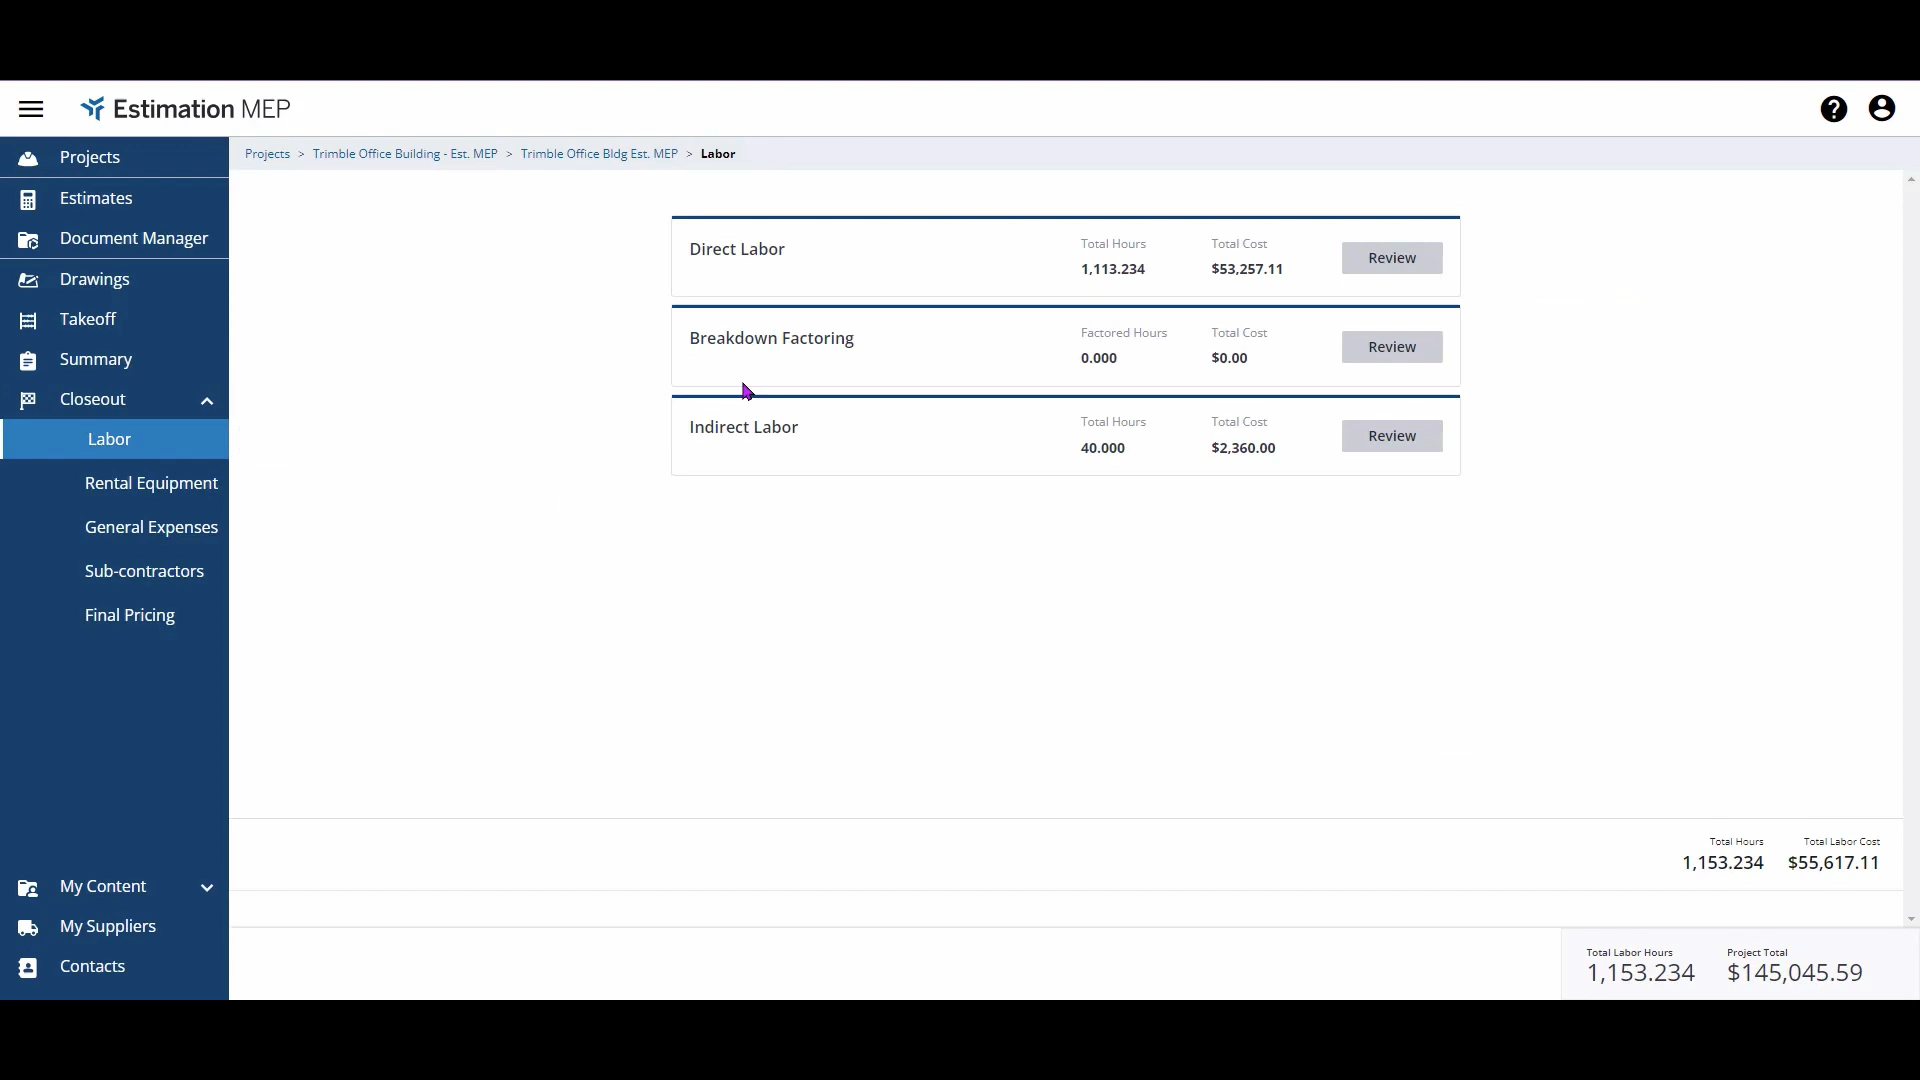 Estimation MEP
Projects
Estimates
Document Manager
Drawings
Takeoff
Summary
Closeout
Labor
Rental Equipment
General Expenses
Sub-contractors
Final Pricing
My Content
My Suppliers
Contacts
Projects > Trimble Office Building - Est. MEP > Trimble Office Bldg Est. MEP > Labor
Direct Labor
Total Hours Total Cost
1,113.234 $53,257.11
Review
Breakdown Factoring
Factored Hours Total Cost
0.000 $0.00
Review
Indirect Labor
Total Hours Total Cost
40.000 $2,360.00
Review
Total Hours Total Labor Cost
1,153.234 $55,617.11
Total Labor Hours Project Total
1,153.234 $145,045.59